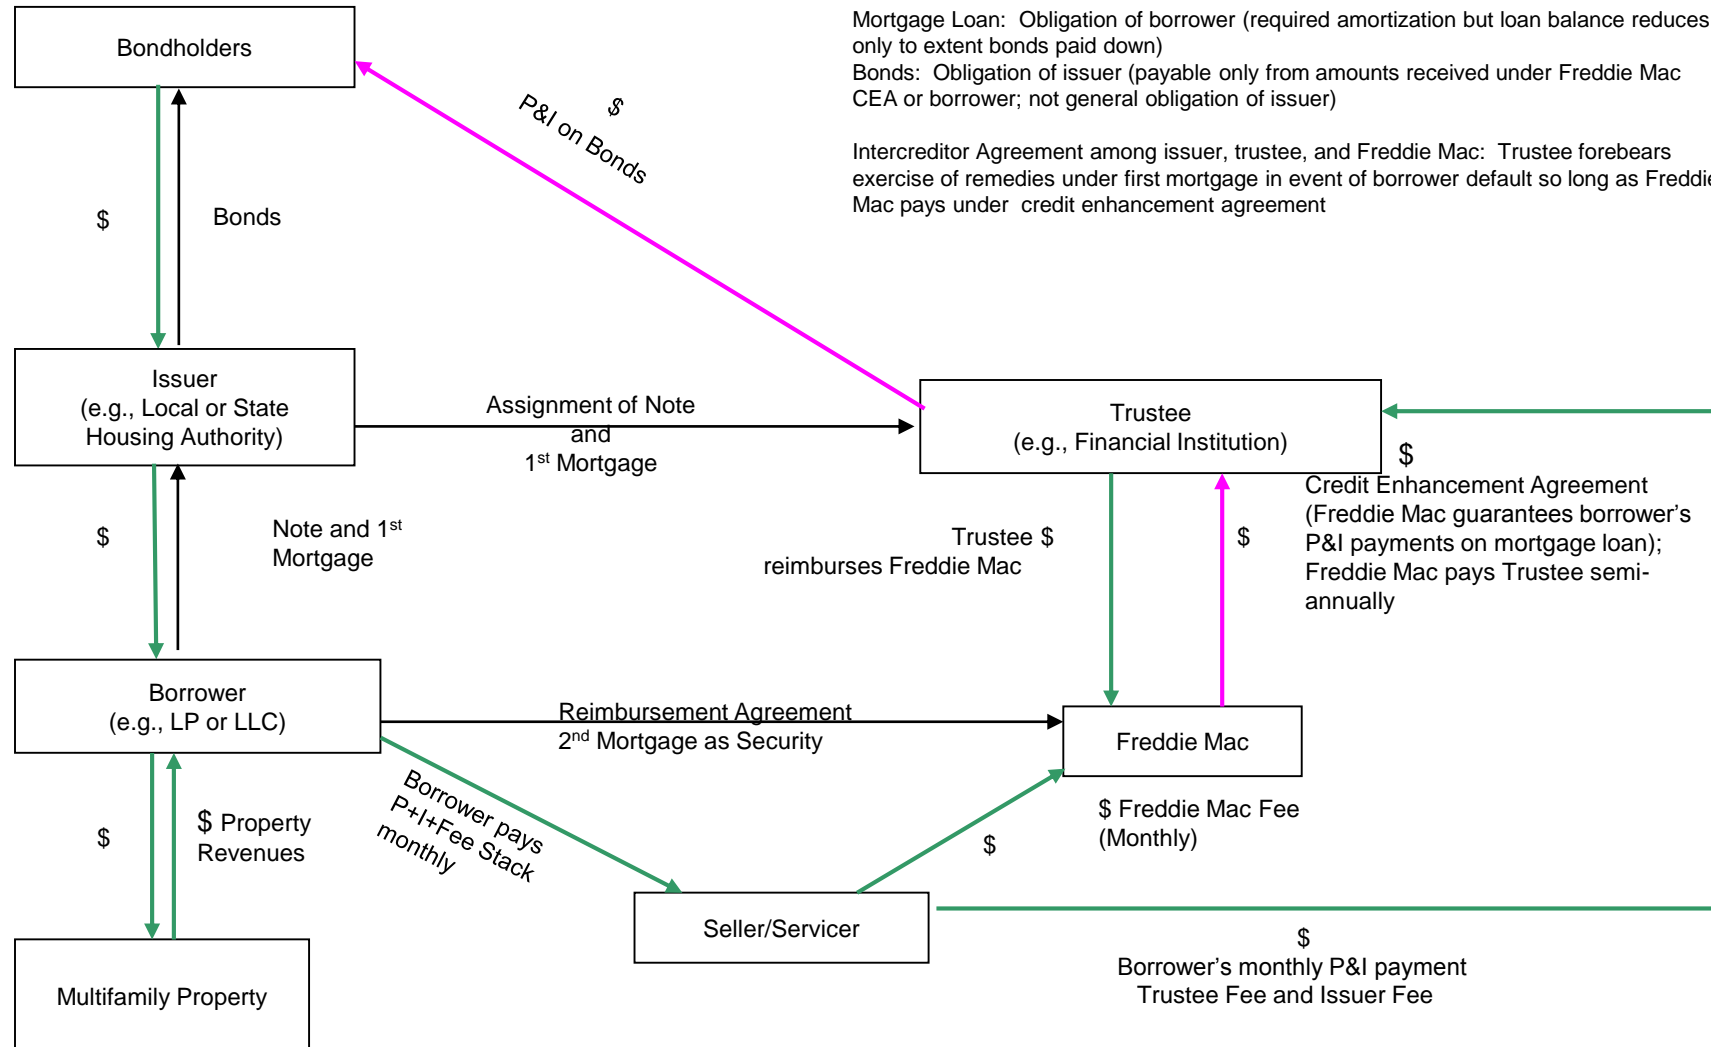 Mortgage Loan:  Obligation of borrower (required amortization but loan balance reduces
only to extent bonds paid down)
Bonds:  Obligation of issuer (payable only from amounts received under Freddie Mac
CEA or borrower; not general obligation of issuer)
Intercreditor Agreement among issuer, trustee, and Freddie Mac:  Trustee forebears
exercise of remedies under first mortgage in event of borrower default so long as Freddie
Mac pays under  credit enhancement agreement
Bondholders
$
P&I on Bonds
$
Bonds
Issuer
(e.g., Local or State
Housing Authority)
Assignment of Note
and
1st Mortgage
Trustee
(e.g., Financial Institution)
$
Credit Enhancement Agreement
(Freddie Mac guarantees borrower's
P&I payments on mortgage loan);
Freddie Mac pays Trustee semi-
annually
$
Note and 1st
Mortgage
Trustee $
reimburses Freddie Mac
$
Borrower
(e.g., LP or LLC)
Reimbursement Agreement
2nd Mortgage as Security
Freddie Mac
$
$ Property
Revenues
Borrower pays
P+I+Fee Stack
monthly
$
$ Freddie Mac Fee
(Monthly)
Seller/Servicer
$
Borrower's monthly P&I payment
Trustee Fee and Issuer Fee
Multifamily Property